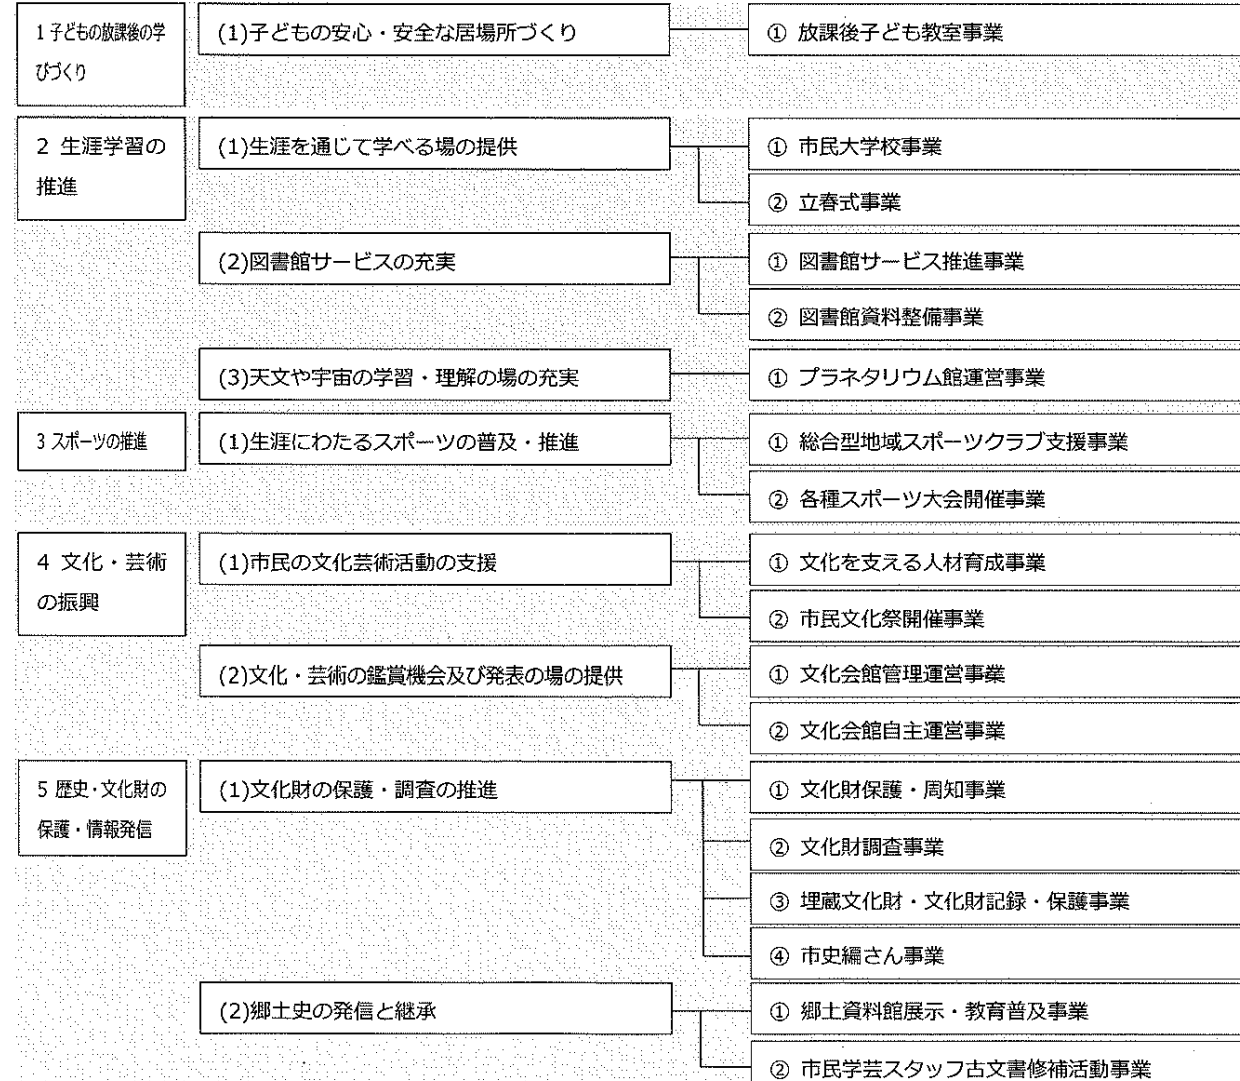 1 子どもの放課後の学
びづくり
(1)子どもの安心・安全な居場所づくり
① 放課後子ども教室事業
2 生涯学習の
推進
(1)生涯を通じて学べる場の提供
① 市民大学校事業
② 立春式事業
(2)図書館サービスの充実
① 図書館サービス推進事業
② 図書館資料整備事業
(3)天文や宇宙の学習・理解の場の充実
① プラネタリウム館運営事業
3 スポーツの推進
(1)生涯にわたるスポーツの普及・推進
① 総合型地域スポーツクラブ支援事業
② 各種スポーツ大会開催事業
4 文化・芸術
の振興
(1)市民の文化芸術活動の支援
① 文化を支える人材育成事業
② 市民文化祭開催事業
(2)文化・芸術の鑑賞機会及び発表の場の提供
① 文化会館管理運営事業
② 文化会館自主運営事業
5 歴史・文化財の
保護・情報発信
(1)文化財の保護・調査の推進
① 文化財保護・周知事業
② 文化財調査事業
③ 埋蔵文化財・文化財記録・保護事業
④ 市史編さん事業
(2)郷土史の発信と継承
① 郷土資料館展示・教育普及事業
② 市民学芸スタッフ古文書修補活動事業